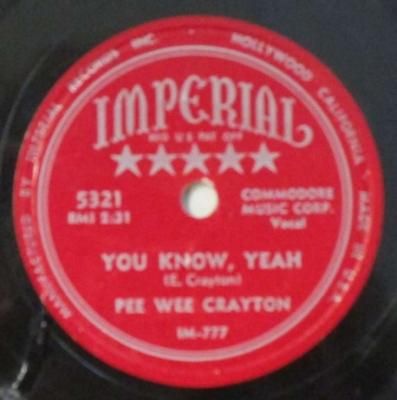 MANUFACTURED BY IMPERIAL RECORDS INC. HOLLYWOOD CALIFORNIA MADE IN U.S.A.
IMPERIAL
REG U S PAT OFF
5321
BMI 2:31
COMMODORE
MUSIC CORP.
Vocal
YOU KNOW, YEAH
(E. Crayton)
PEE WEE CRAYTON
IM-777